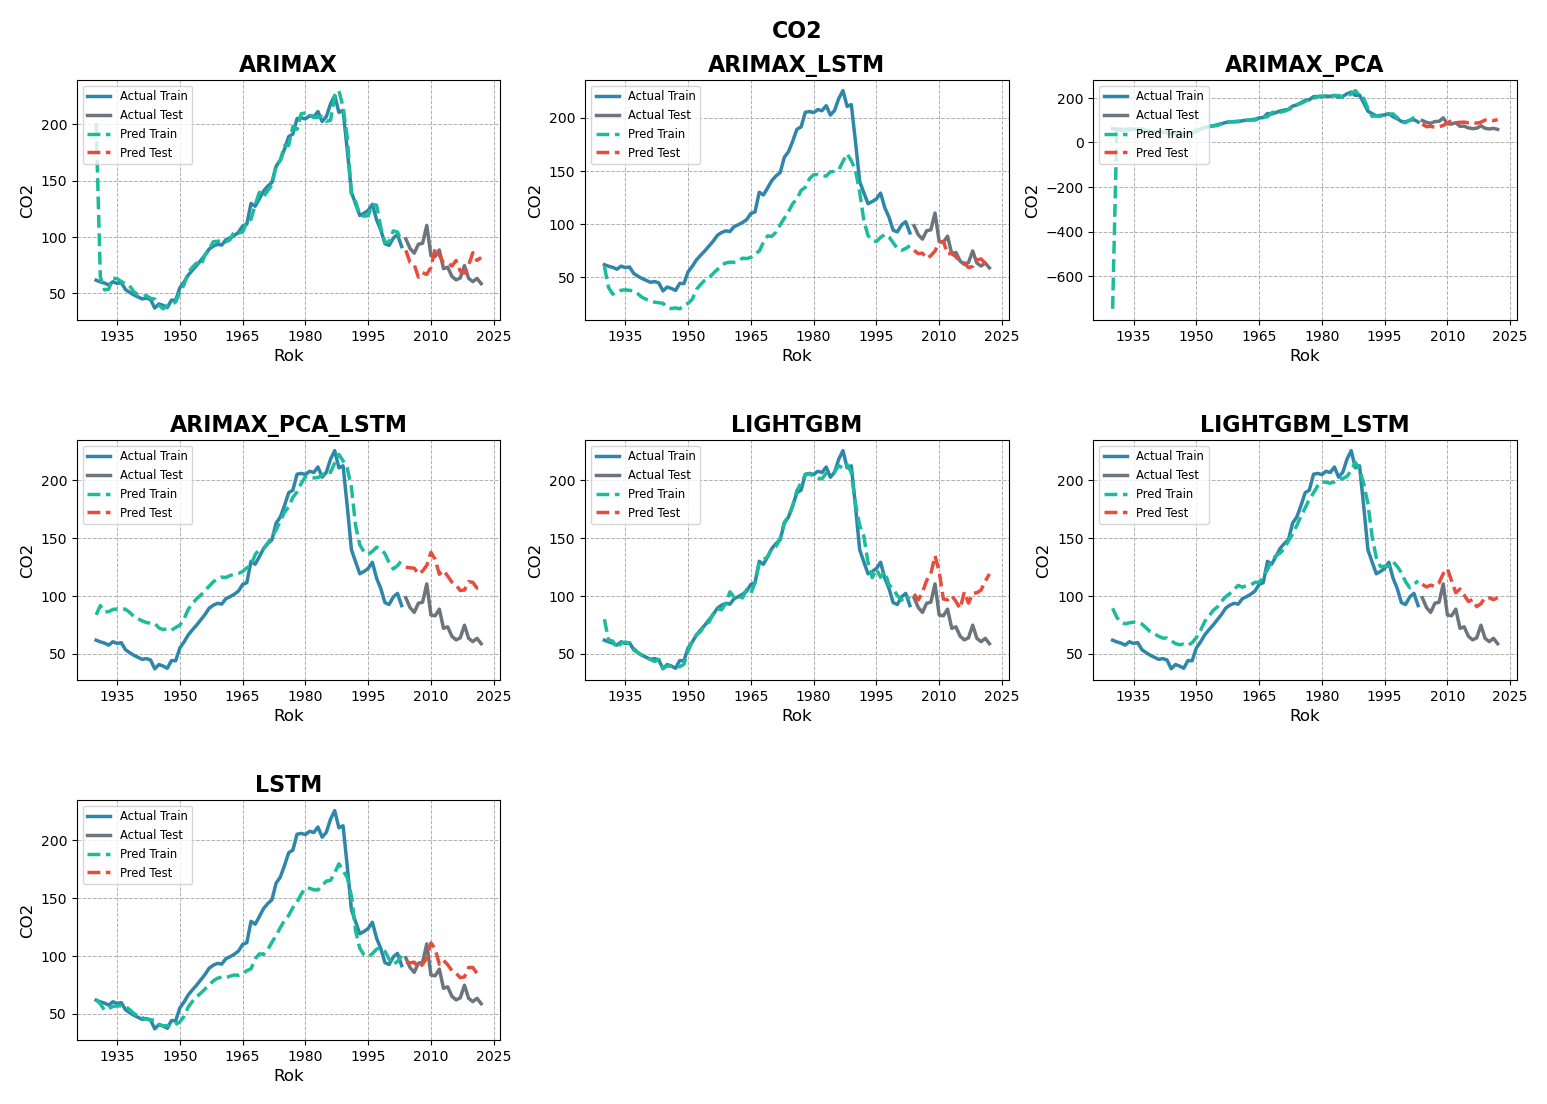 CO2
ARIMAX
Actual Train
Actual Test
Pred Train
Pred Test
200
150
100
50
CO2
1935 1950 1965 1980 1995 2010 2025
Rok
ARIMAX_LSTM
Actual Train
Actual Test
Pred Train
Pred Test
200
150
100
50
CO2
1935 1950 1965 1980 1995 2010 2025
Rok
ARIMAX_PCA
Actual Train
Actual Test
Pred Train
Pred Test
200
0
−200
−400
−600
CO2
1935 1950 1965 1980 1995 2010 2025
Rok
ARIMAX_PCA_LSTM
Actual Train
Actual Test
Pred Train
Pred Test
200
150
100
50
CO2
1935 1950 1965 1980 1995 2010 2025
Rok
LIGHTGBM
Actual Train
Actual Test
Pred Train
Pred Test
200
150
100
50
CO2
1935 1950 1965 1980 1995 2010 2025
Rok
LIGHTGBM_LSTM
Actual Train
Actual Test
Pred Train
Pred Test
200
150
100
50
CO2
1935 1950 1965 1980 1995 2010 2025
Rok
LSTM
Actual Train
Actual Test
Pred Train
Pred Test
200
150
100
50
CO2
1935 1950 1965 1980 1995 2010 2025
Rok